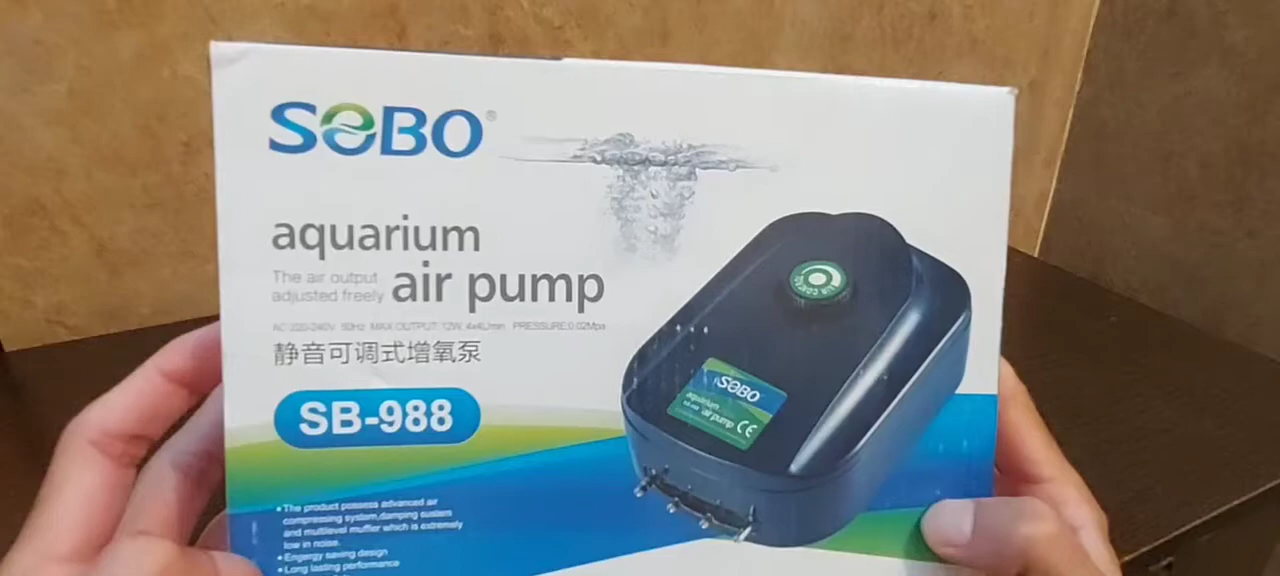 SOBO®
aquarium
The air output
adjusted freely
air pump
AC 220-240V 50Hz MAX OUTPUT: 12W, 4x4L/min PRESSURE:0.02Mpa
静音可调式增氧泵
SB-988
SOBO
aquarium
air pump
CE
• The product possess advanced air
compressing system,damping sustem
and multilevel muffler which is extremely
low in noise.
• Engergy saving design
• Long lasting performance